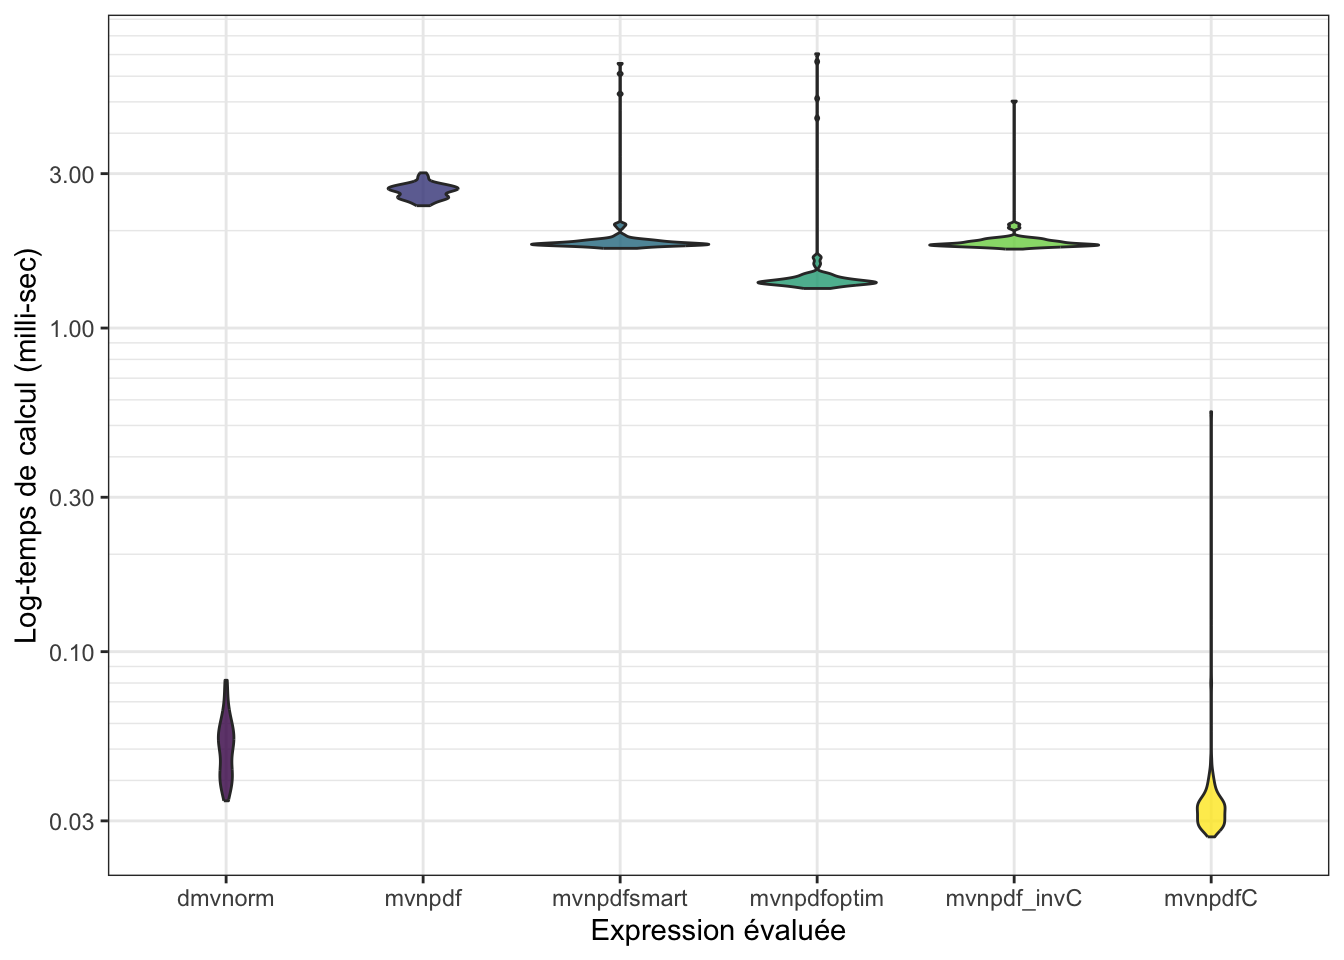 Log-temps de calcul (milli-sec)
3.00
1.00
0.30
0.10
0.03
dmvnorm mvnpdf mvnpdfsmart mvnpdfoptim mvnpdf_invC mvnpdfC
Expression évaluée